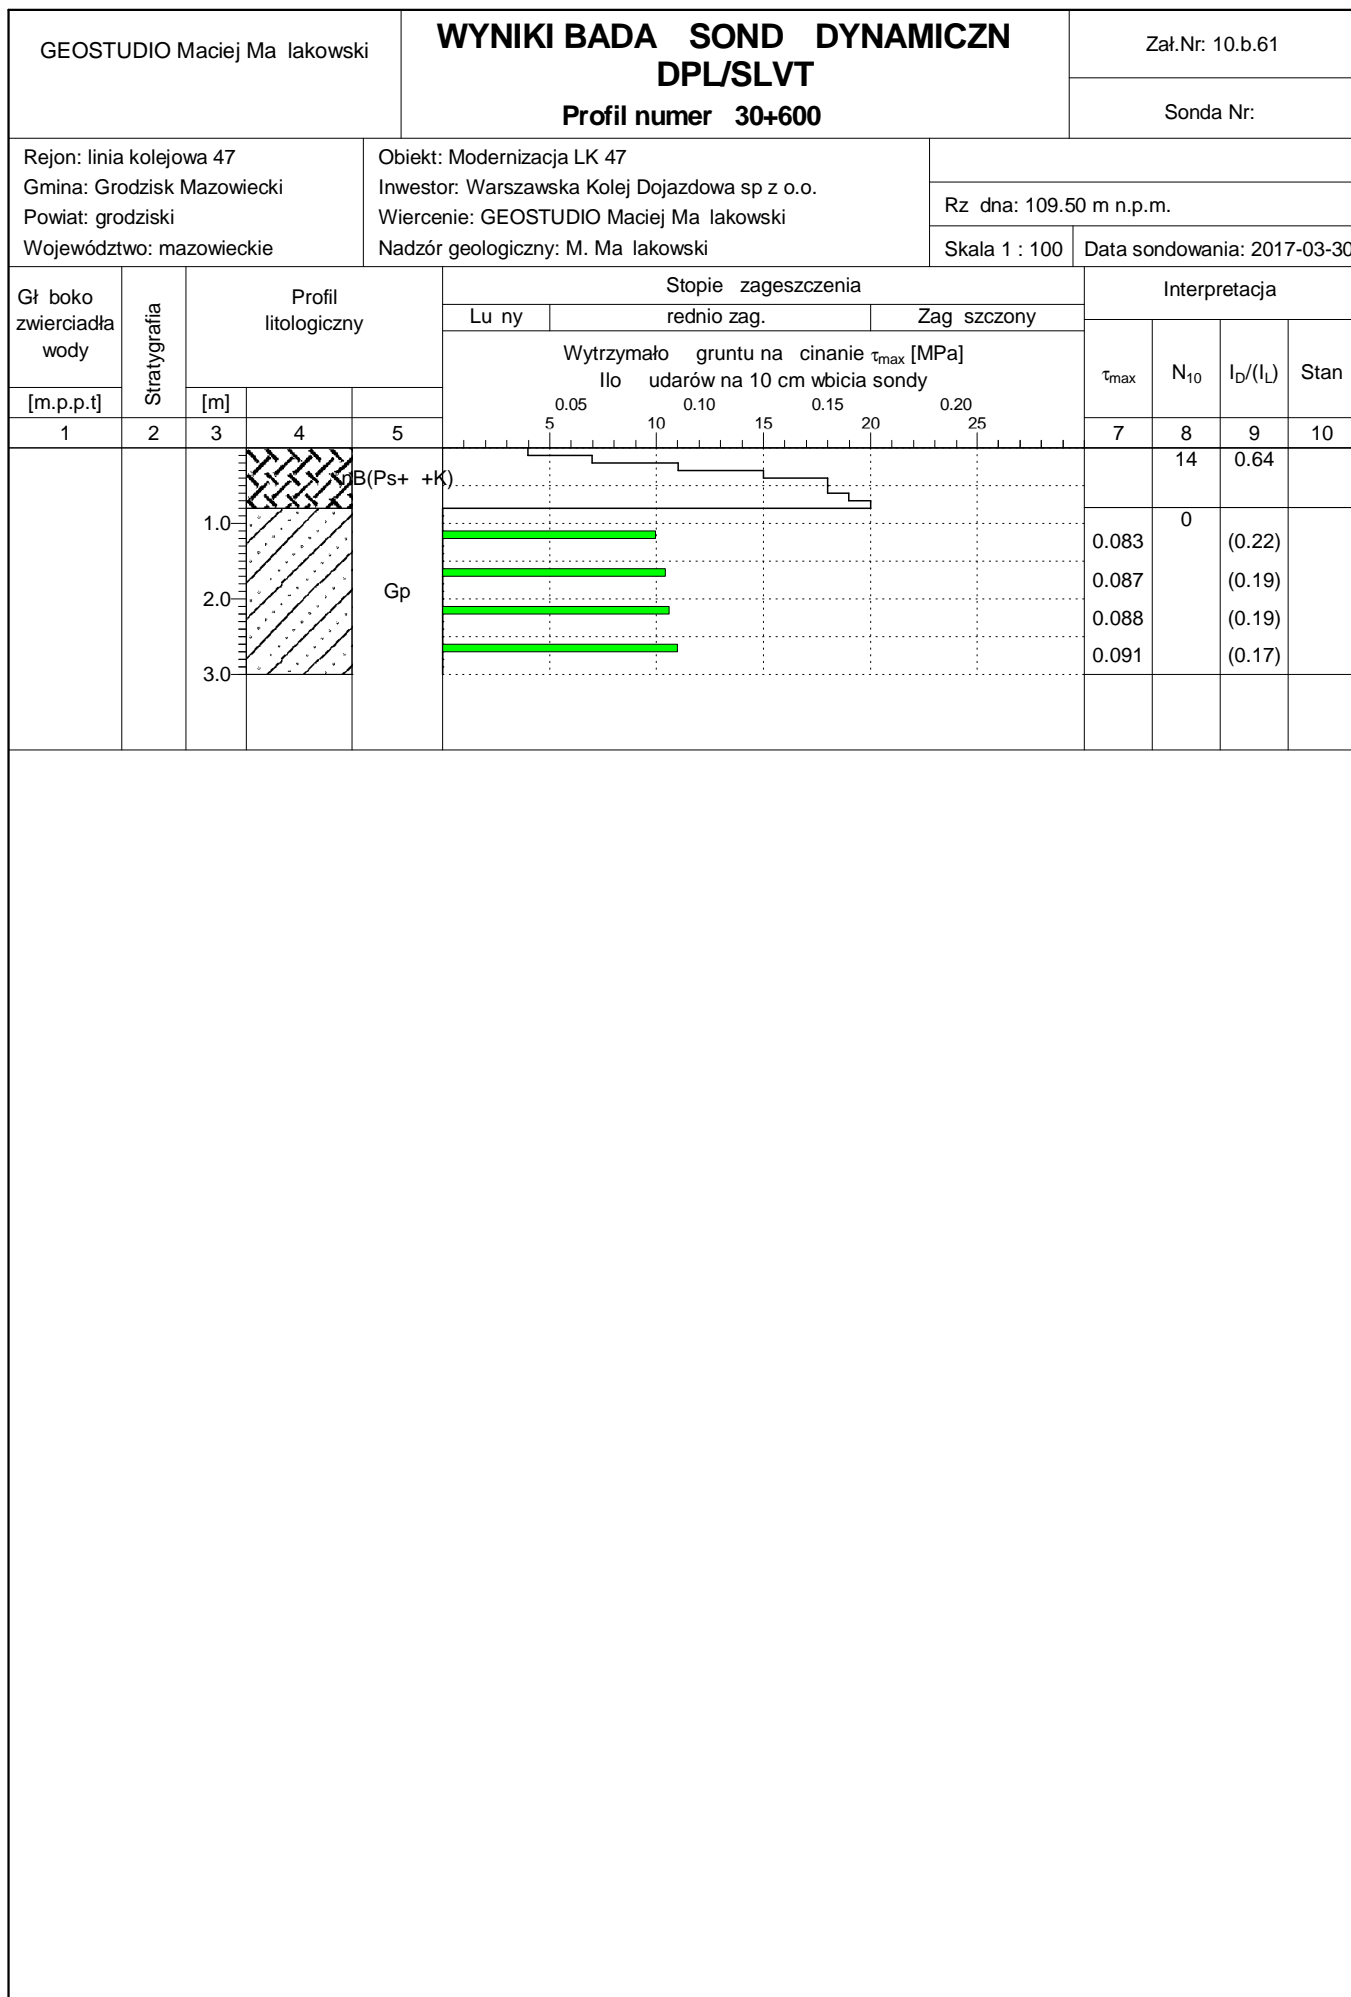 GEOSTUDIO Maciej Ma lakowski
WYNIKI BADA SOND DYNAMICZN
DPL/SLVT
Profil numer 30+600
Zał.Nr: 10.b.61
Sonda Nr:
Rejon: linia kolejowa 47
Gmina: Grodzisk Mazowiecki
Powiat: grodziski
Województwo: mazowieckie
Obiekt: Modernizacja LK 47
Inwestor: Warszawska Kolej Dojazdowa sp z o.o.
Wiercenie: GEOSTUDIO Maciej Ma lakowski
Nadzór geologiczny: M. Ma lakowski
Rz dna: 109.50 m n.p.m.
Skala 1 : 100
Data sondowania: 2017-03-30
Gł boko
zwierciadła
wody
[m.p.p.t]
Stratygrafia
Profil
litologiczny
[m]
Stopie zageszczenia
Lu ny
rednio zag.
Zag szczony
Wytrzymało gruntu na cinanie τmax [MPa]
Ilo udarów na 10 cm wbicia sondy
0.05 0.10 0.15 0.20
5 10 15 20 25
Interpretacja
τmax
N10
ID/(IL)
Stan
1 2 3 4 5 7 8 9 10
nB(Ps+ +K)
14 0.64
1.0
0
0.083 (0.22)
0.087 (0.19)
Gp
2.0
0.088 (0.19)
0.091 (0.17)
3.0